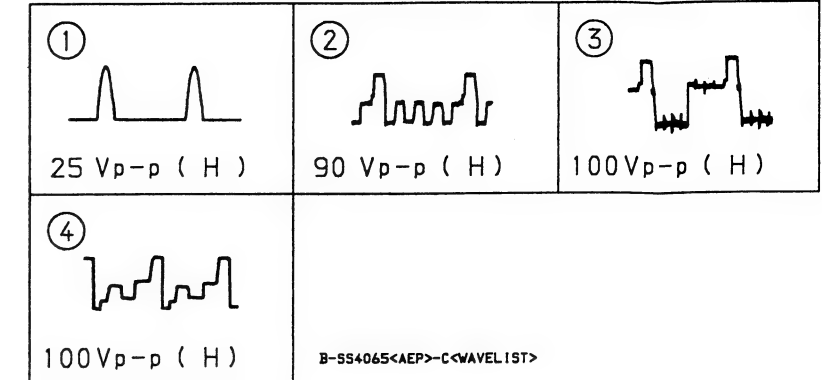 ①
②
③
25 Vp-p ( H )
90 Vp-p ( H )
100Vp-p ( H )
④
100Vp-p ( H )
B-SS4065<AEP>-C<WAVELIST>